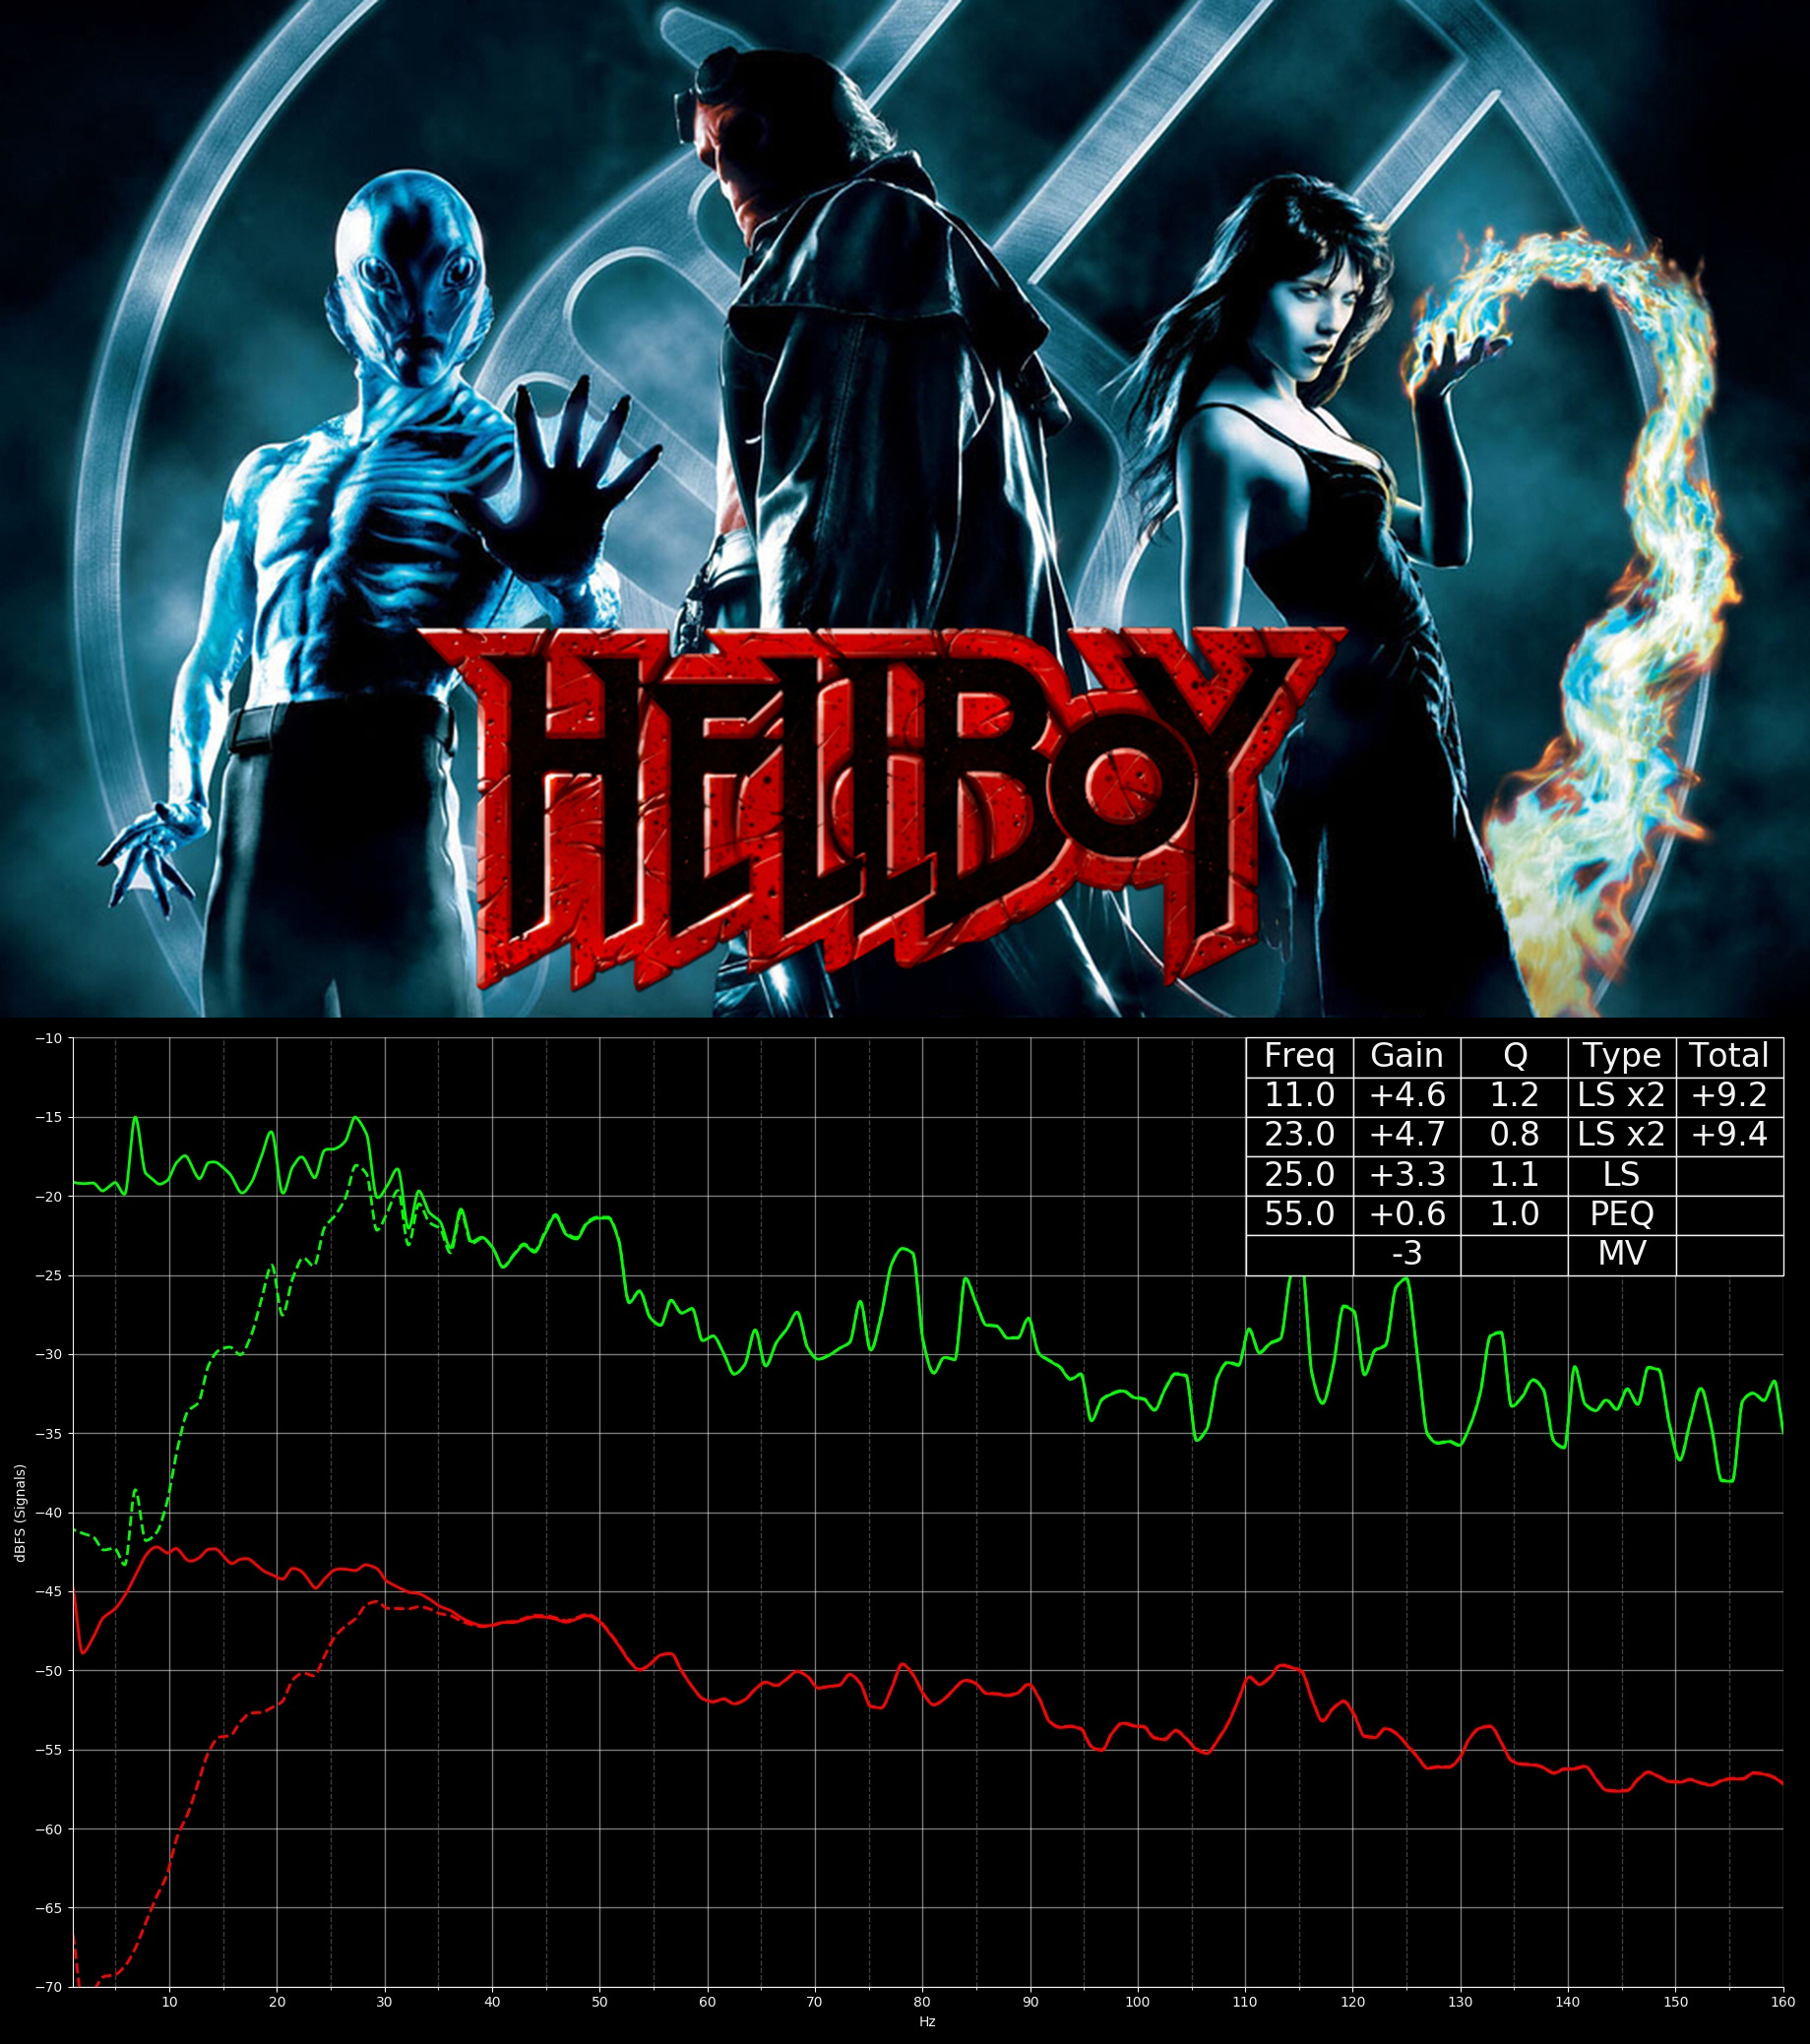 HELLBOY
Freq Gain Q Type Total
11.0 +4.6 1.2 LS x2 +9.2
23.0 +4.7 0.8 LS x2 +9.4
25.0 +3.3 1.1 LS
55.0 +0.6 1.0 PEQ
-3 MV
−10
−15
−20
−25
−30
−35
−40
−45
−50
−55
−60
−65
−70
dBFS (Signals)
10 20 30 40 50 60 70 80 90 100 110 120 130 140 150 160
Hz